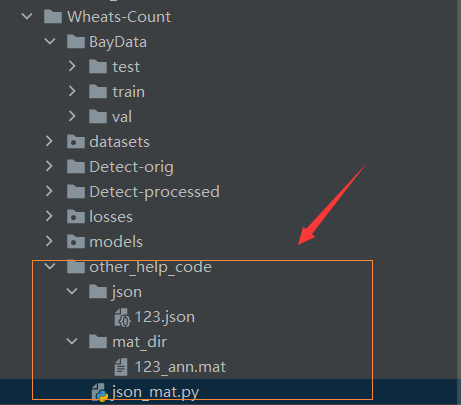 Wheats-Count
BayData
test
train
val
datasets
Detect-orig
Detect-processed
losses
models
other_help_code
json
123.json
mat_dir
123_ann.mat
json_mat.py